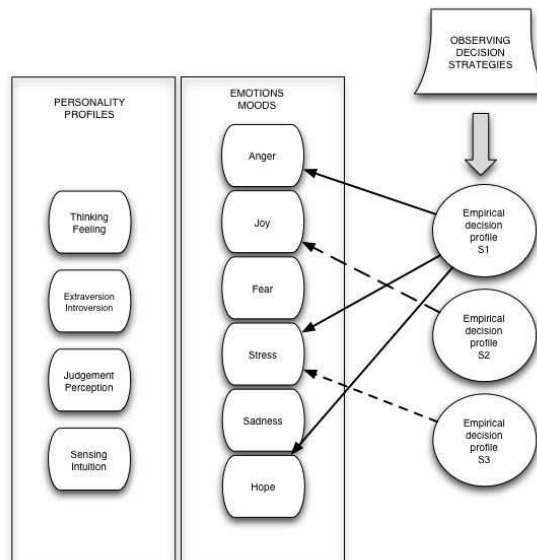 OBSERVING
DECISION
STRATEGIES
PERSONALITY
PROFILES
EMOTIONS
MOODS
Thinking
Feeling
Extraversion
Introversion
Judgement
Perception
Sensing
Intuition
Anger
Joy
Fear
Stress
Sadness
Hope
Empirical
decision
profile
S1
Empirical
decision
profile
S2
Empirical
decision
profile
S3